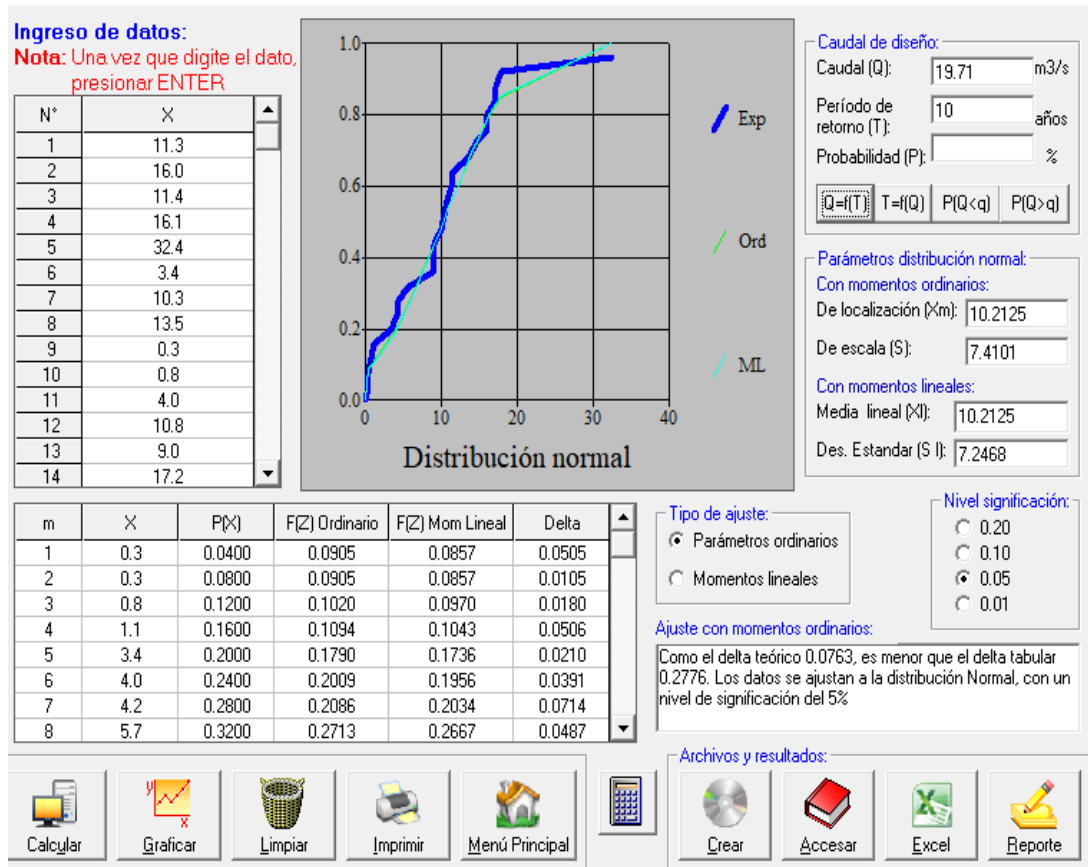 Ingreso de datos:
Nota: Una vez que digite el dato,
presionar ENTER
N° X
1 11.3
2 16.0
3 11.4
4 16.1
5 32.4
6 3.4
7 10.3
8 13.5
9 0.3
10 0.8
11 4.0
12 10.8
13 9.0
14 17.2
1.0
0.8
0.6
0.4
0.2
0.0
0 10 20 30 40
Distribución normal
Exp
Ord
ML
Caudal de diseño:
Caudal (Q): 19.71 m3/s
Período de
retorno (T): 10 años
Probabilidad (P): %
Q=f(T) T=f(Q) P(Q<q) P(Q>q)
Parámetros distribución normal:
Con momentos ordinarios:
De localización (Xm): 10.2125
De escala (S): 7.4101
Con momentos lineales:
Media lineal (Xl): 10.2125
Des. Estandar (S l): 7.2468
m X P(X) F(Z) Ordinario F(Z) Mom Lineal Delta
1 0.3 0.0400 0.0905 0.0857 0.0505
2 0.3 0.0800 0.0905 0.0857 0.0105
3 0.8 0.1200 0.1020 0.0970 0.0180
4 1.1 0.1600 0.1094 0.1043 0.0506
5 3.4 0.2000 0.1790 0.1736 0.0210
6 4.0 0.2400 0.2009 0.1956 0.0391
7 4.2 0.2800 0.2086 0.2034 0.0714
8 5.7 0.3200 0.2713 0.2667 0.0487
Tipo de ajuste:
Parámetros ordinarios
Momentos lineales
Nivel significación:
0.20
0.10
0.05
0.01
Ajuste con momentos ordinarios:
Como el delta teórico 0.0763, es menor que el delta tabular
0.2776. Los datos se ajustan a la distribución Normal, con un
nivel de significación del 5%
Archivos y resultados:
Calcular Graficar Limpiar Imprimir Menú Principal Crear Accesar Excel Reporte